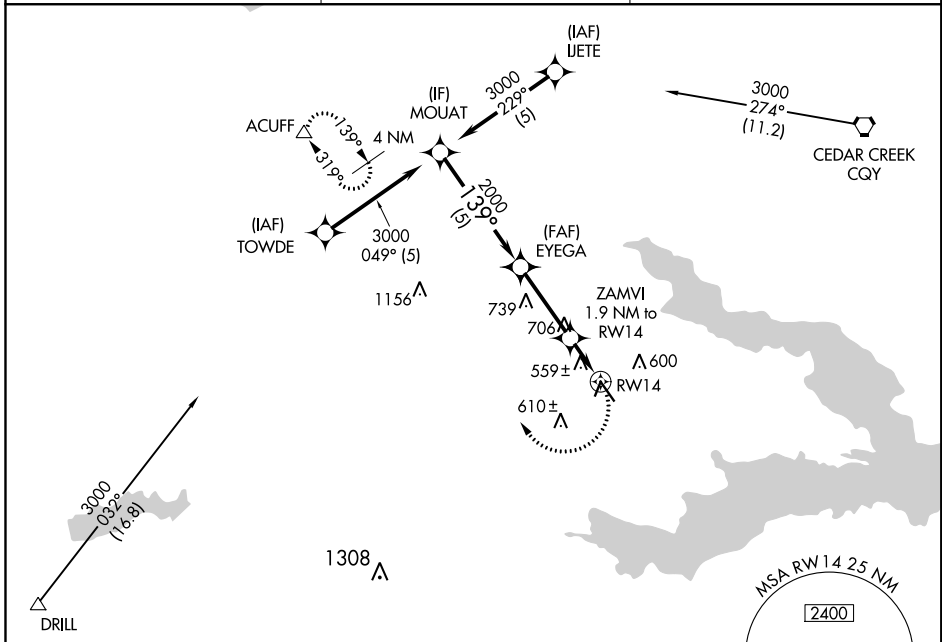 (IAF)
IJETE
3000
229°
(5)
(IF)
MOUAT
3000
274°
(11.2)
CEDAR CREEK
CQY
ACUFF
139°
319°
4 NM
2000
139°
(5)
(IAF)
TOWDE
3000
049° (5)
(FAF)
EYEGA
1156
739
ZAMVI
1.9 NM to
RW14
706
559±
600
RW14
610±
3000
032°
(16.8)
DRILL
1308
MSA RW14 25 NM
2400